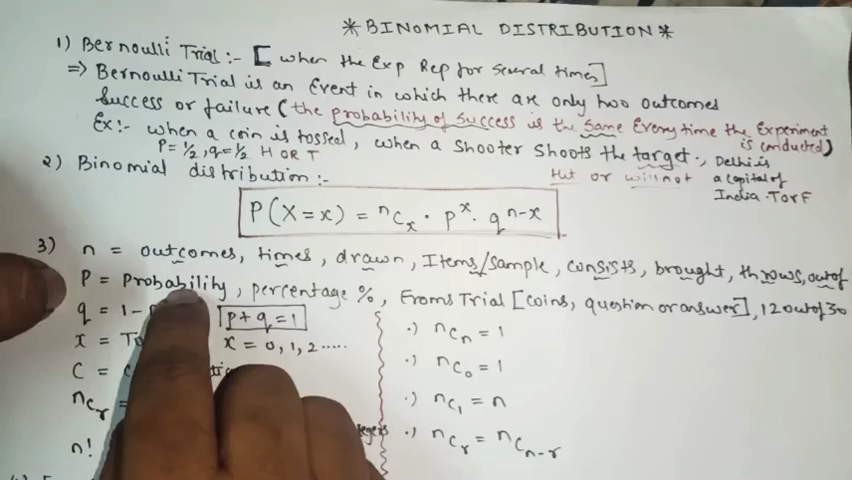 *BINOMIAL DISTRIBUTION*
1) Bernoulli Trial :- [ when the Exp Rep for several times]
=> Bernoulli Trial is an Event in which there are only two outcomes
Success or failure ( the probability of success is the same Every time the Experiment
is conducted)
Ex:- when a coin is tossed, when a shooter shoots the target., Delhi is
P=1/2, q=1/2 H OR T Hit or will not a capital of
India. T or F
2) Binomial distribution :-
P(X=x) = ⁿCₓ · pˣ · qⁿ⁻ˣ
3) n = outcomes, times, drawn, Items/sample, consists, brought, throws, out of
P = Probability, percentage %, Froms Trial [coins, question or answer], 12 out of 30
q = 1- p+q=1
x = x = 0, 1, 2 .....
C =
nCr =
n!
·) nCn = 1
·) nC0 = 1
·) nC1 = n
·) nCr = nCn-r